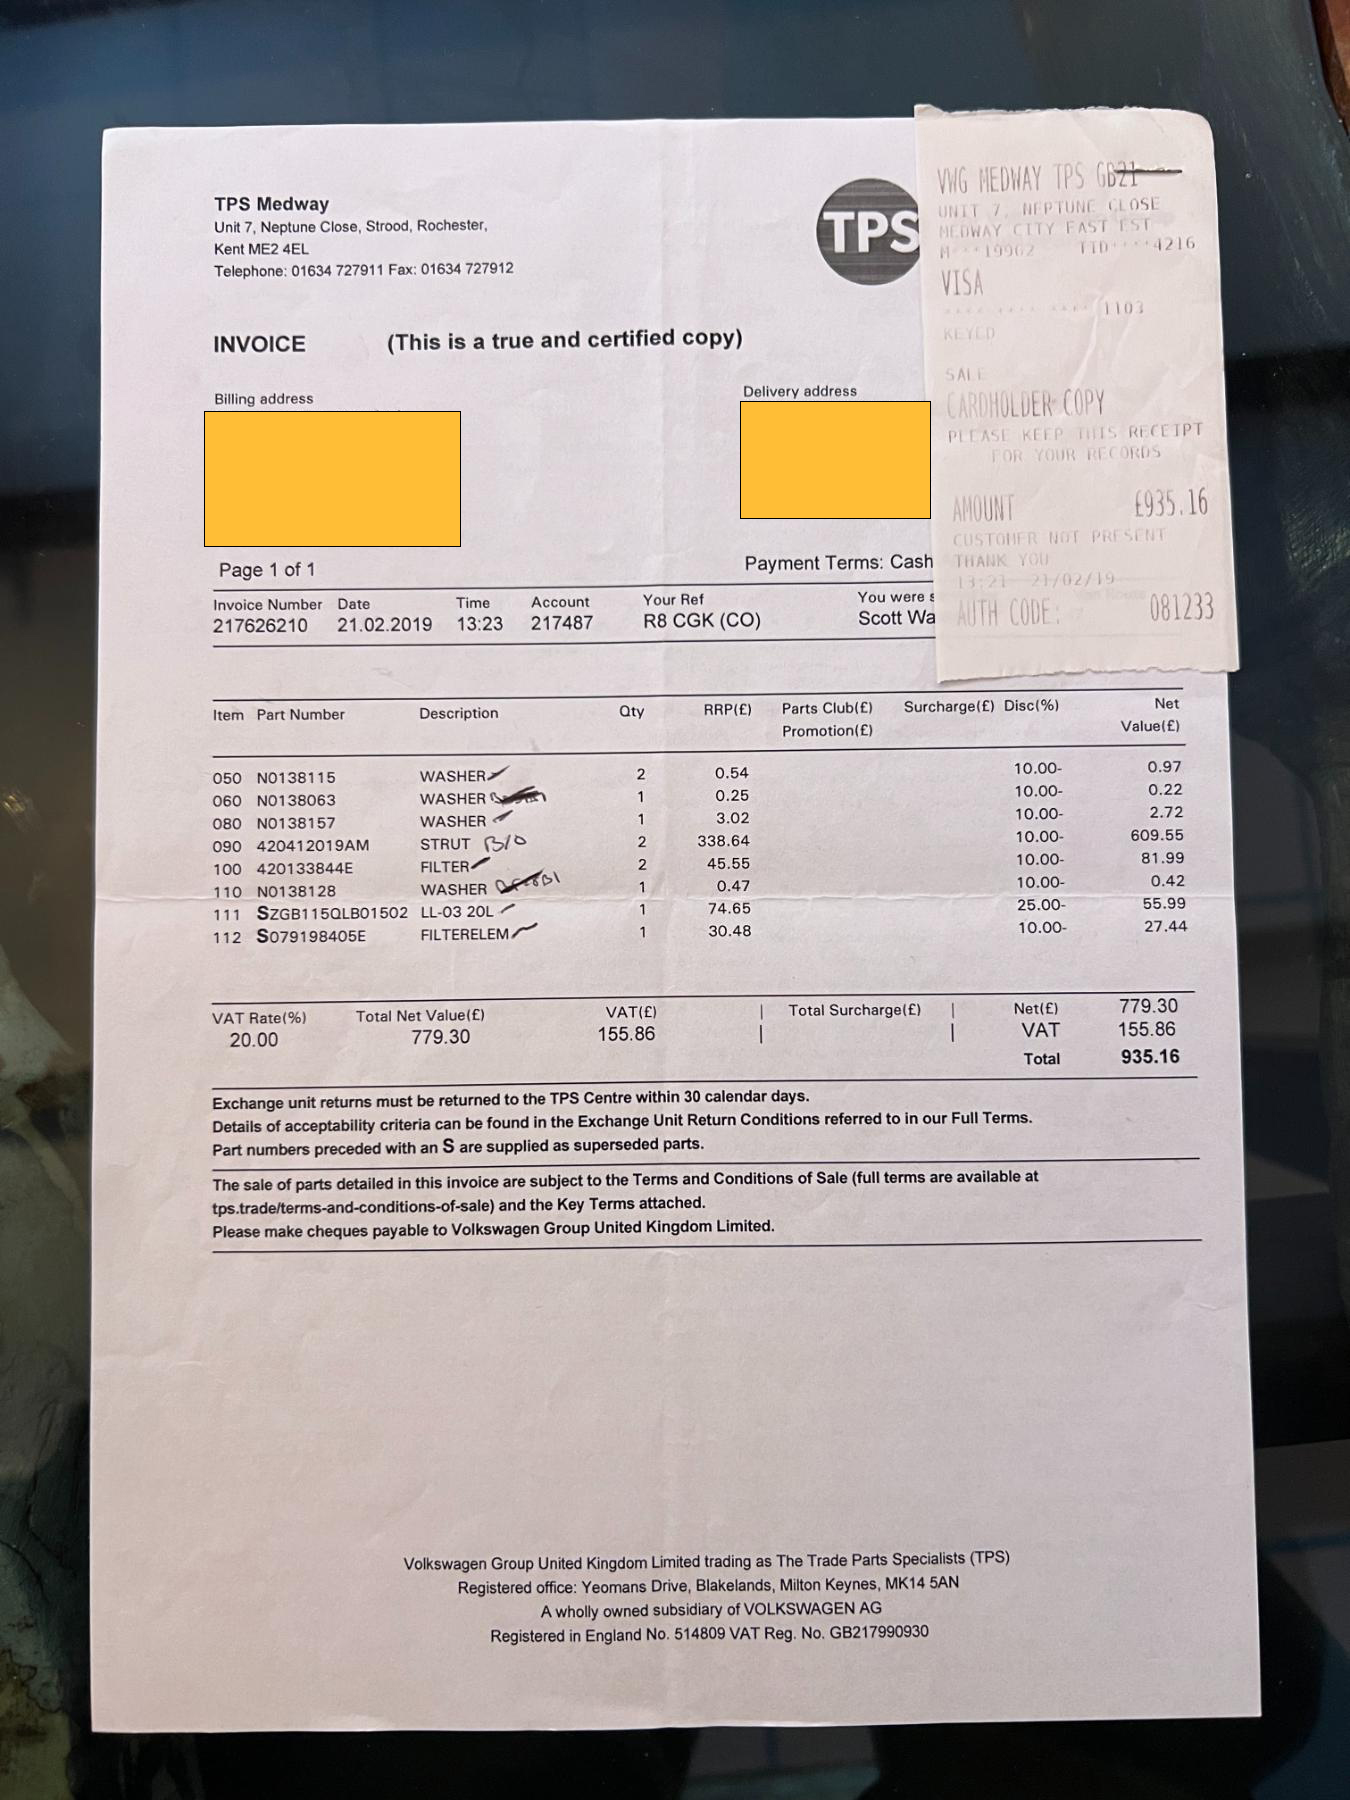 TPS Medway
Unit 7, Neptune Close, Strood, Rochester,
Kent ME2 4EL
Telephone: 01634 727911 Fax: 01634 727912
TPS
INVOICE (This is a true and certified copy)
Billing address
Delivery address
Page 1 of 1
Payment Terms: Cash
Invoice Number Date Time Account Your Ref You were s
217626210 21.02.2019 13:23 217487 R8 CGK (CO) Scott Wa
VWG MEDWAY TPS GB21
UNIT 7, NEPTUNE CLOSE
MEDWAY CITY EAST EST
M***19962 TID****4216
VISA
**** **** **** 1103
KEYED
SALE
CARDHOLDER COPY
PLEASE KEEP THIS RECEIPT
FOR YOUR RECORDS
AMOUNT £935.16
CUSTOMER NOT PRESENT
THANK YOU
13:21 21/02/19
AUTH CODE: 081233
Item Part Number Description Qty RRP(£) Parts Club(£) Surcharge(£) Disc(%) Net
Promotion(£) Value(£)
050 N0138115 WASHER 2 0.54 10.00- 0.97
060 N0138063 WASHER 1 0.25 10.00- 0.22
080 N0138157 WASHER 1 3.02 10.00- 2.72
090 420412019AM STRUT B/O 2 338.64 10.00- 609.55
100 420133844E FILTER 2 45.55 10.00- 81.99
110 N0138128 WASHER 1 0.47 10.00- 0.42
111 SZGB115QLB01502 LL-03 20L 1 74.65 25.00- 55.99
112 S079198405E FILTERELEM 1 30.48 10.00- 27.44
VAT Rate(%) Total Net Value(£) VAT(£) | Total Surcharge(£) | Net(£) 779.30
20.00 779.30 155.86 | | VAT 155.86
Total 935.16
Exchange unit returns must be returned to the TPS Centre within 30 calendar days.
Details of acceptability criteria can be found in the Exchange Unit Return Conditions referred to in our Full Terms.
Part numbers preceded with an S are supplied as superseded parts.
The sale of parts detailed in this invoice are subject to the Terms and Conditions of Sale (full terms are available at
tps.trade/terms-and-conditions-of-sale) and the Key Terms attached.
Please make cheques payable to Volkswagen Group United Kingdom Limited.
Volkswagen Group United Kingdom Limited trading as The Trade Parts Specialists (TPS)
Registered office: Yeomans Drive, Blakelands, Milton Keynes, MK14 5AN
A wholly owned subsidiary of VOLKSWAGEN AG
Registered in England No. 514809 VAT Reg. No. GB217990930